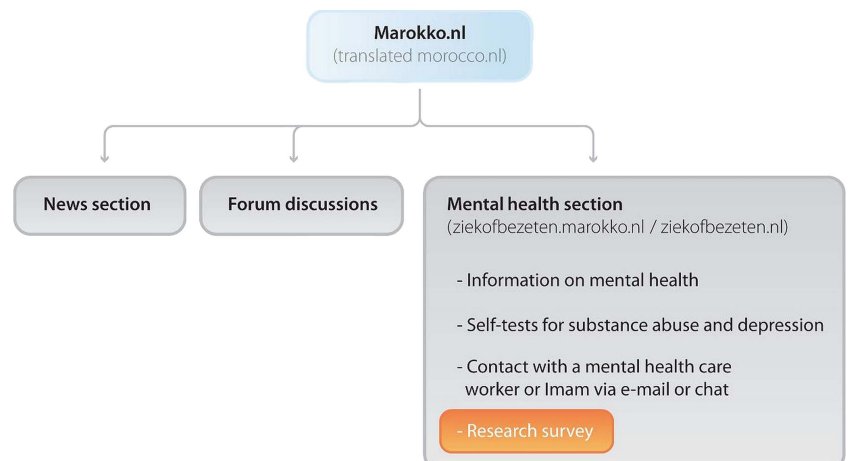 Marokko.nl
(translated morocco.nl)
News section
Forum discussions
Mental health section
(ziekofbezeten.marokko.nl / ziekofbezeten.nl)
- Information on mental health
- Self-tests for substance abuse and depression
- Contact with a mental health care
worker or Imam via e-mail or chat
- Research survey